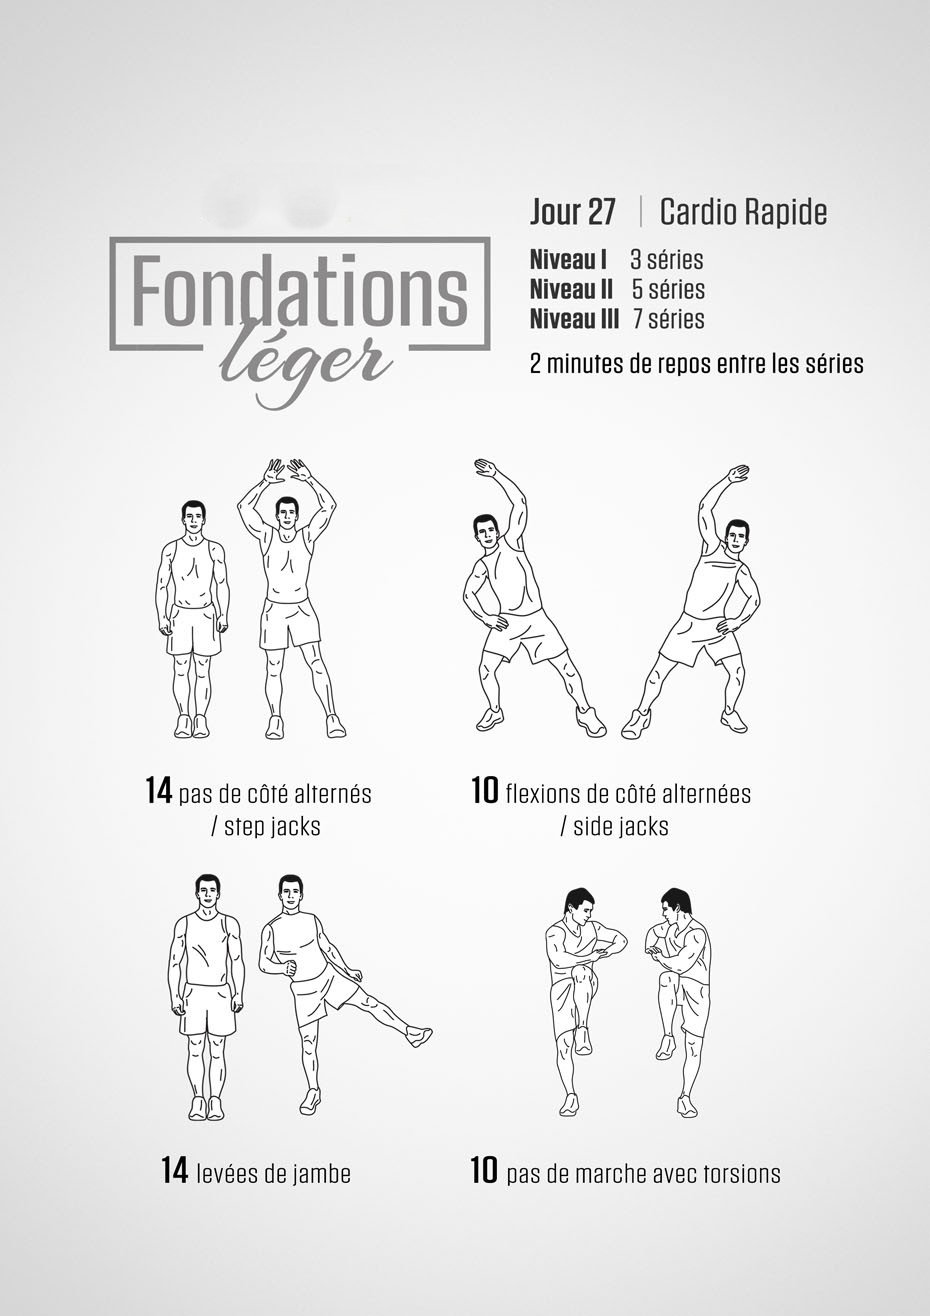 Fondations
léger
Jour 27 | Cardio Rapide
Niveau I 3 séries
Niveau II 5 séries
Niveau III 7 séries
2 minutes de repos entre les séries
14 pas de côté alternés
/ step jacks
10 flexions de côté alternées
/ side jacks
14 levées de jambe
10 pas de marche avec torsions